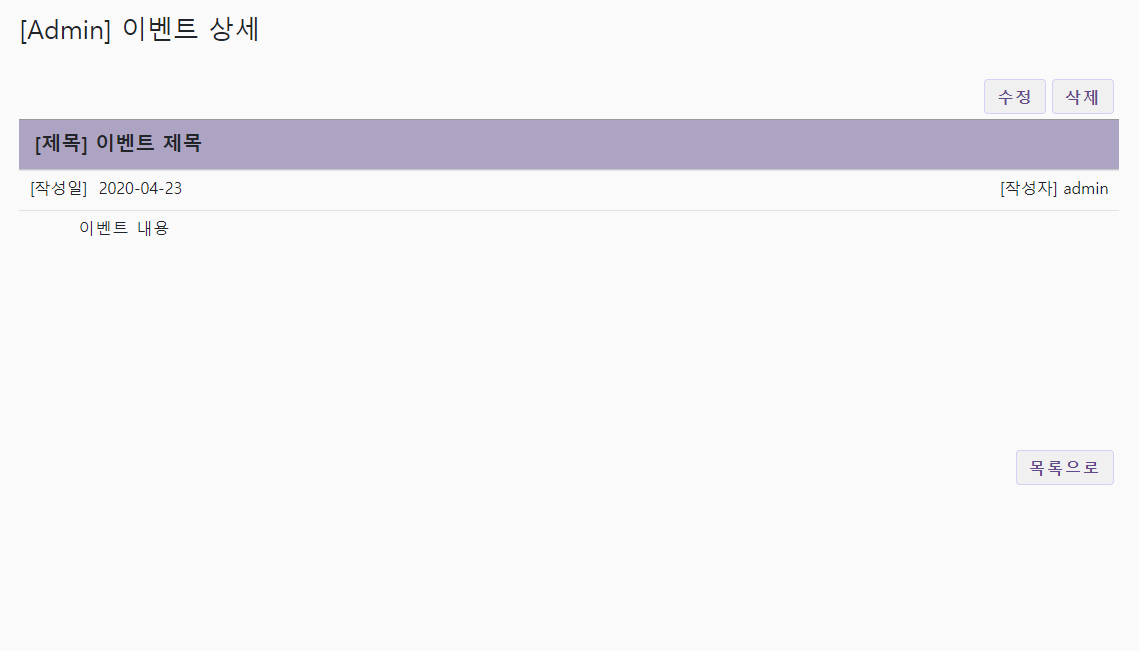 [Admin] 이벤트 상세
수정 삭제
[제목] 이벤트 제목
[작성일] 2020-04-23 [작성자] admin
이벤트 내용
목록으로